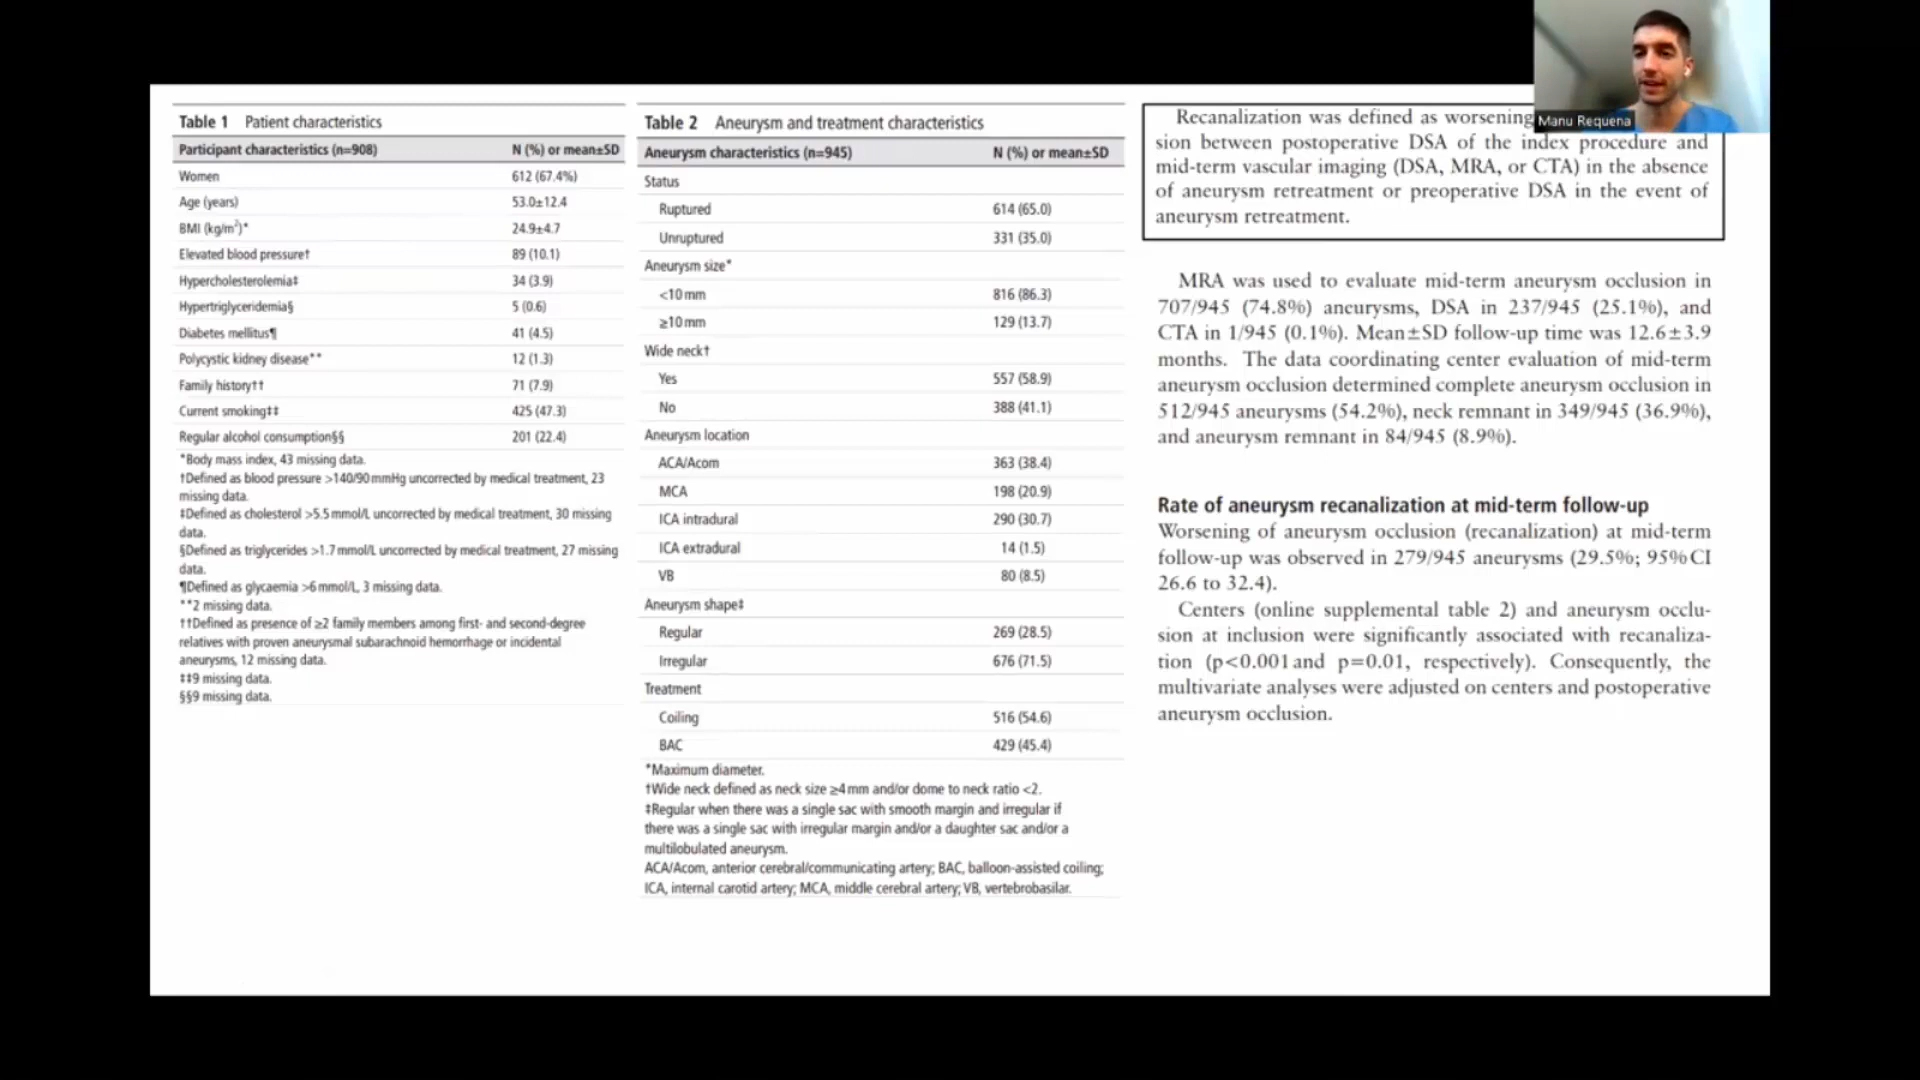 Table 1 Patient characteristics
Participant characteristics (n=908) N (%) or mean±SD
Women 612 (67.4%)
Age (years) 53.0±12.4
BMI (kg/m²)* 24.9±4.7
Elevated blood pressure† 89 (10.1)
Hypercholesterolemia‡ 34 (3.9)
Hypertriglyceridemia§ 5 (0.6)
Diabetes mellitus¶ 41 (4.5)
Polycystic kidney disease** 12 (1.3)
Family history†† 71 (7.9)
Current smoking‡‡ 425 (47.3)
Regular alcohol consumption§§ 201 (22.4)
*Body mass index, 43 missing data.
†Defined as blood pressure >140/90 mmHg uncorrected by medical treatment, 23
missing data.
‡Defined as cholesterol >5.5 mmol/L uncorrected by medical treatment, 30 missing
data.
§Defined as triglycerides >1.7 mmol/L uncorrected by medical treatment, 27 missing
data.
¶Defined as glycaemia >6 mmol/L, 3 missing data.
**2 missing data.
††Defined as presence of ≥2 family members among first- and second-degree
relatives with proven aneurysmal subarachnoid hemorrhage or incidental
aneurysms, 12 missing data.
‡‡9 missing data.
§§9 missing data.
Table 2 Aneurysm and treatment characteristics
Aneurysm characteristics (n=945) N (%) or mean±SD
Status
Ruptured 614 (65.0)
Unruptured 331 (35.0)
Aneurysm size*
<10 mm 816 (86.3)
≥10 mm 129 (13.7)
Wide neck†
Yes 557 (58.9)
No 388 (41.1)
Aneurysm location
ACA/Acom 363 (38.4)
MCA 198 (20.9)
ICA intradural 290 (30.7)
ICA extradural 14 (1.5)
VB 80 (8.5)
Aneurysm shape‡
Regular 269 (28.5)
Irregular 676 (71.5)
Treatment
Coiling 516 (54.6)
BAC 429 (45.4)
*Maximum diameter.
†Wide neck defined as neck size ≥4 mm and/or dome to neck ratio <2.
‡Regular when there was a single sac with smooth margin and irregular if
there was a single sac with irregular margin and/or a daughter sac and/or a
multilobulated aneurysm.
ACA/Acom, anterior cerebral/communicating artery; BAC, balloon-assisted coiling;
ICA, internal carotid artery; MCA, middle cerebral artery; VB, vertebrobasilar.
Recanalization was defined as worsening
sion between postoperative DSA of the index procedure and
mid-term vascular imaging (DSA, MRA, or CTA) in the absence
of aneurysm retreatment or preoperative DSA in the event of
aneurysm retreatment.
MRA was used to evaluate mid-term aneurysm occlusion in
707/945 (74.8%) aneurysms, DSA in 237/945 (25.1%), and
CTA in 1/945 (0.1%). Mean±SD follow-up time was 12.6±3.9
months. The data coordinating center evaluation of mid-term
aneurysm occlusion determined complete aneurysm occlusion in
512/945 aneurysms (54.2%), neck remnant in 349/945 (36.9%),
and aneurysm remnant in 84/945 (8.9%).
Rate of aneurysm recanalization at mid-term follow-up
Worsening of aneurysm occlusion (recanalization) at mid-term
follow-up was observed in 279/945 aneurysms (29.5%; 95% CI
26.6 to 32.4).
Centers (online supplemental table 2) and aneurysm occlu-
sion at inclusion were significantly associated with recanaliza-
tion (p<0.001 and p=0.01, respectively). Consequently, the
multivariate analyses were adjusted on centers and postoperative
aneurysm occlusion.
Manu Requena